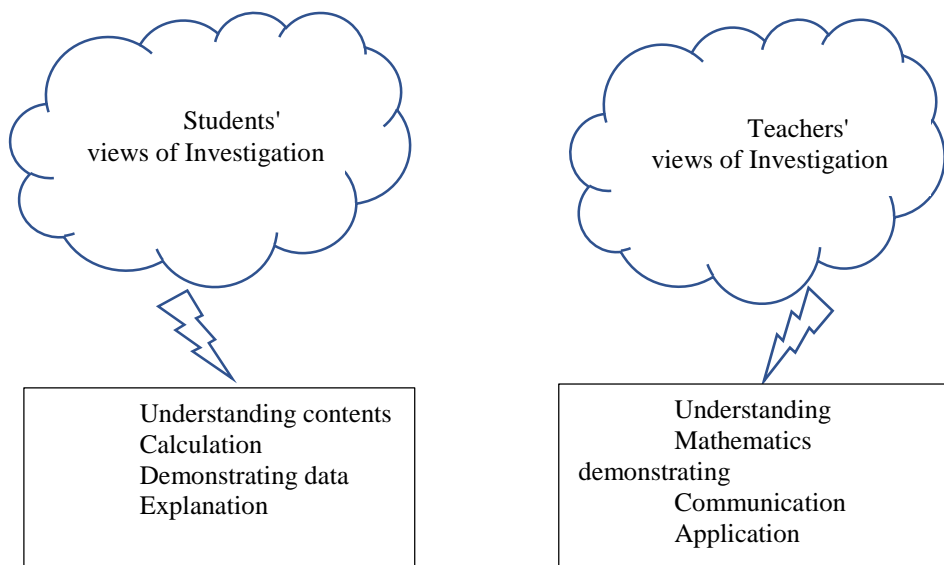 Students'
views of Investigation
Teachers'
views of Investigation
Understanding contents
Calculation
Demonstrating data
Explanation
Understanding
Mathematics
demonstrating
Communication
Application